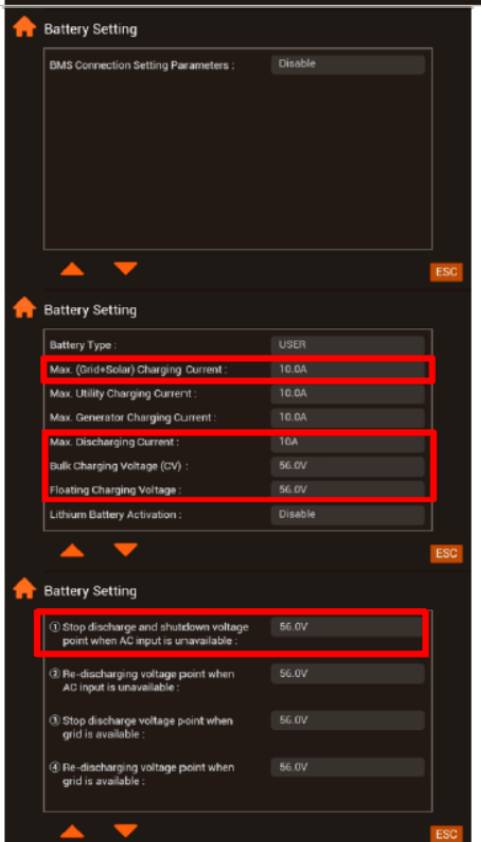 Battery Setting
BMS Connection Setting Parameters : Disable
ESC
Battery Setting
Battery Type : USER
Max. (Grid+Solar) Charging Current : 10.0A
Max. Utility Charging Current : 10.0A
Max. Generator Charging Current : 10.0A
Max. Discharging Current : 10A
Bulk Charging Voltage (CV) : 56.0V
Floating Charging Voltage : 56.0V
Lithium Battery Activation : Disable
ESC
Battery Setting
① Stop discharge and shutdown voltage 56.0V
point when AC input is unavailable :
② Re-discharging voltage point when 56.0V
AC input is unavailable :
③ Stop discharge voltage point when 56.0V
grid is available :
④ Re-discharging voltage point when 56.0V
grid is available :
ESC